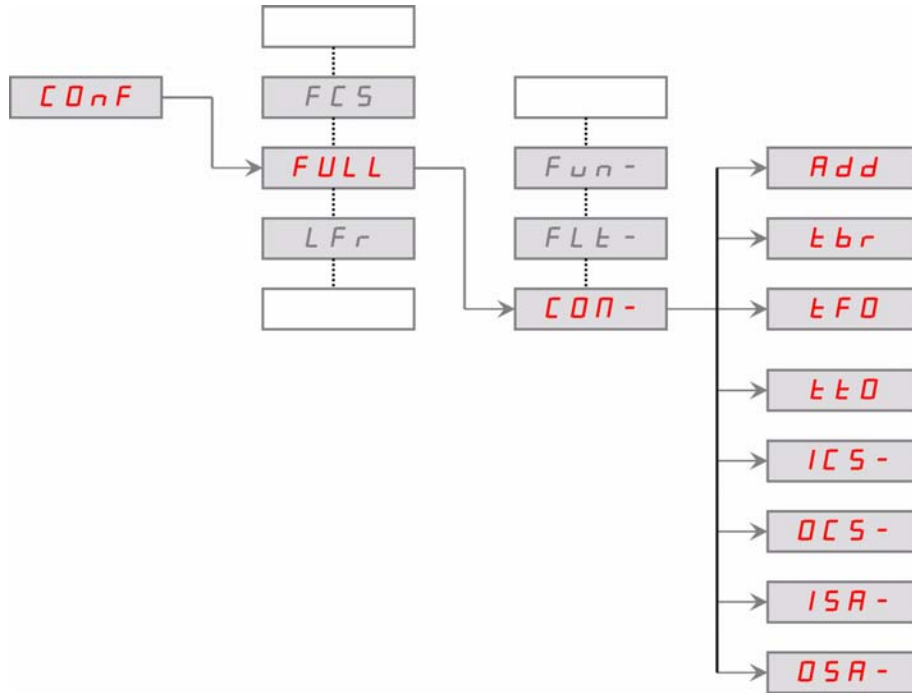 COnF
FCS
FULL
LFr
Fun-
FLt-
COM-
Add
tbr
tFO
ttO
ICS-
OCS-
ISA-
OSA-